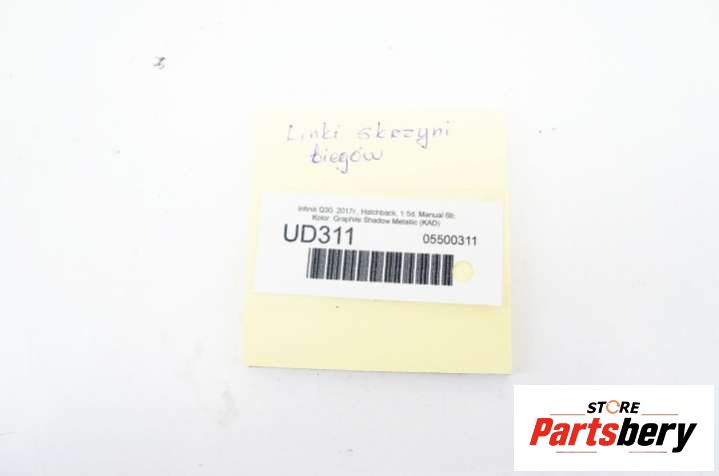 Linki skrzyni
biegów
Infiniti Q30. 2017r., Hatchback, 1.5d, Manual 6b,
Kolor: Graphite Shadow Metallic (KAD)
UD311 05500311
STORE
Partsbery